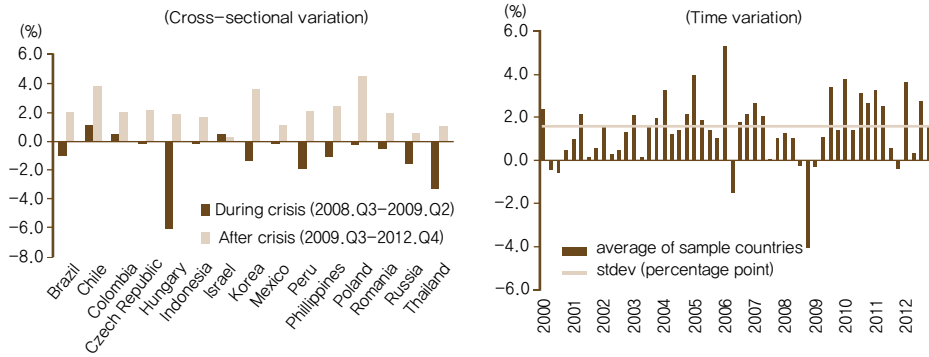 (Cross-sectional variation)
(%)
6.0
4.0
2.0
0.0
-2.0
-4.0
-6.0
-8.0
During crisis (2008.Q3-2009.Q2)
After crisis (2009.Q3-2012.Q4)
Brazil
Chile
Colombia
Czech Republic
Hungary
Indonesia
Israel
Korea
Mexico
Peru
Phillippines
Poland
Romania
Russia
Thailand
(Time variation)
(%)
6.0
4.0
2.0
0.0
-2.0
-4.0
-6.0
average of sample countries
stdev (percentage point)
2000
2001
2002
2003
2004
2005
2006
2007
2008
2009
2010
2011
2012